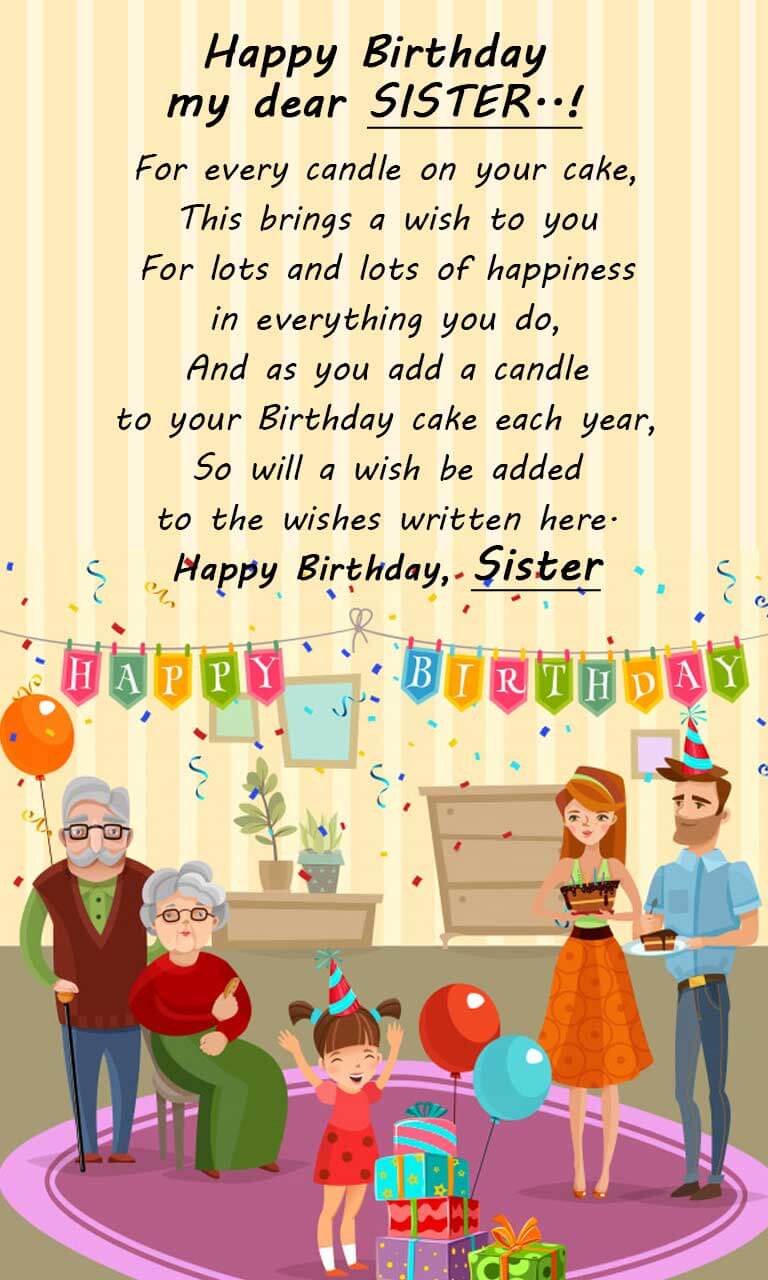 Happy Birthday
my dear SISTER..!
For every candle on your cake,
This brings a wish to you
For lots and lots of happiness
in everything you do,
And as you add a candle
to your Birthday cake each year,
So will a wish be added
to the wishes written here.
Happy Birthday, Sister
HAPPY BIRTHDAY